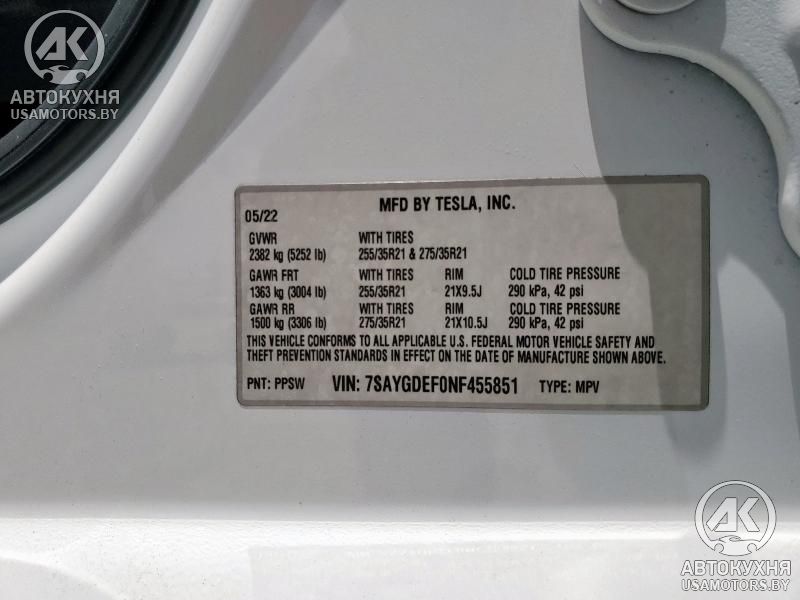 AK
АВТОКУХНЯ
USAMOTORS.BY
05/22 MFD BY TESLA, INC.
GVWR WITH TIRES
2382 kg (5252 lb) 255/35R21 & 275/35R21
GAWR FRT WITH TIRES RIM COLD TIRE PRESSURE
1363 kg (3004 lb) 255/35R21 21X9.5J 290 kPa, 42 psi
GAWR RR WITH TIRES RIM COLD TIRE PRESSURE
1500 kg (3306 lb) 275/35R21 21X10.5J 290 kPa, 42 psi
THIS VEHICLE CONFORMS TO ALL APPLICABLE U.S. FEDERAL MOTOR VEHICLE SAFETY AND
THEFT PREVENTION STANDARDS IN EFFECT ON THE DATE OF MANUFACTURE SHOWN ABOVE.
PNT: PPSW VIN: 7SAYGDEF0NF455851 TYPE: MPV
AK
АВТОКУХНЯ
USAMOTORS.BY